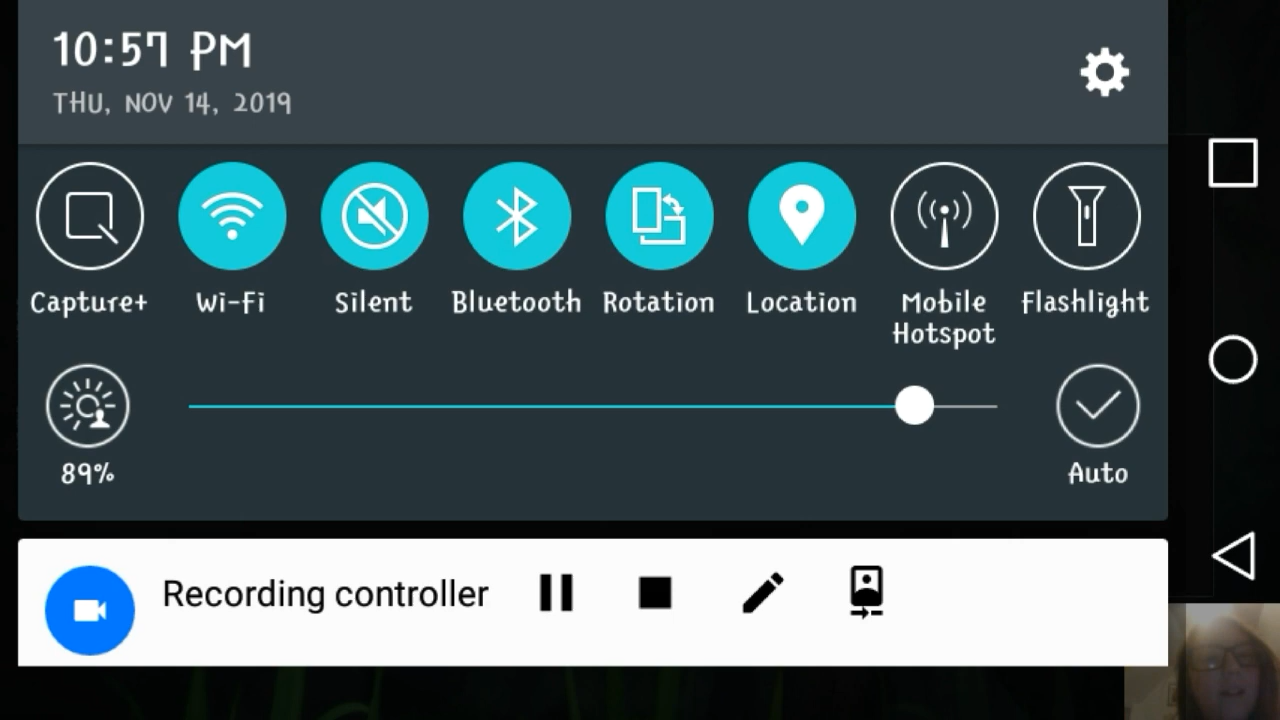 10:57 PM
THU, NOV 14, 2019
Capture+
Wi-Fi
Silent
Bluetooth
Rotation
Location
Mobile
Hotspot
Flashlight
89%
Auto
Recording controller